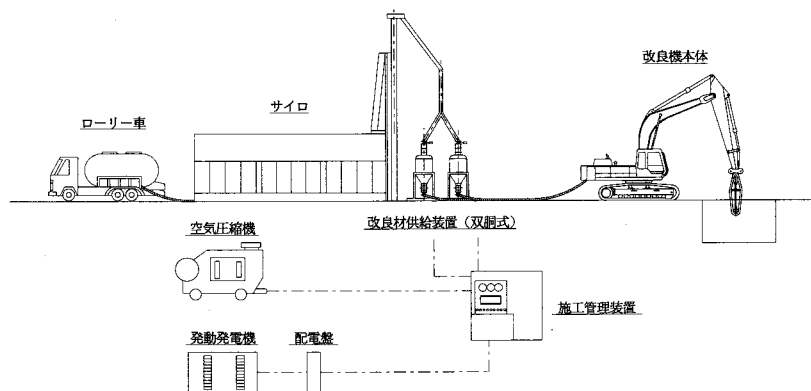 改良機本体
サイロ
ローリー車
空気圧縮機
改良材供給装置（双胴式）
施工管理装置
発動発電機
配電盤